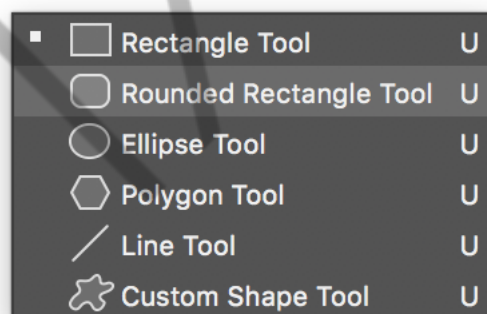 Rectangle Tool U
Rounded Rectangle Tool U
Ellipse Tool U
Polygon Tool U
Line Tool U
Custom Shape Tool U